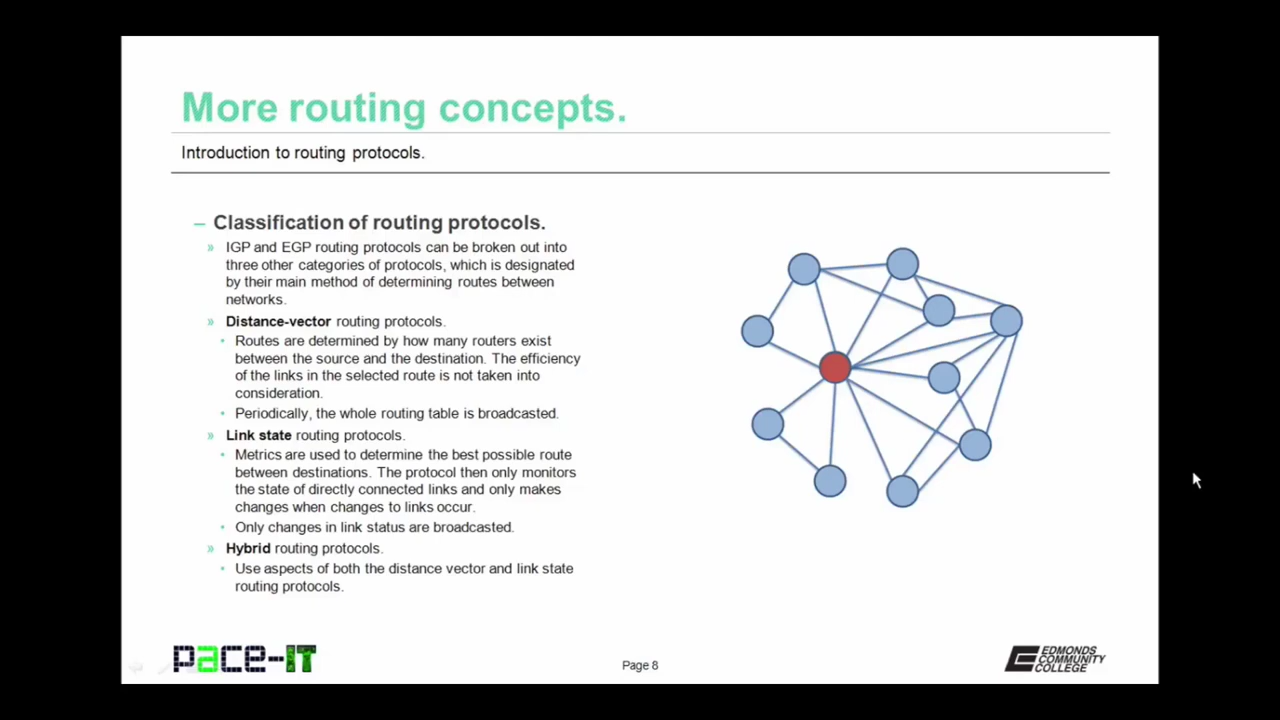 More routing concepts.
Introduction to routing protocols.
– Classification of routing protocols.
» IGP and EGP routing protocols can be broken out into
three other categories of protocols, which is designated
by their main method of determining routes between
networks.
» Distance-vector routing protocols.
• Routes are determined by how many routers exist
between the source and the destination. The efficiency
of the links in the selected route is not taken into
consideration.
• Periodically, the whole routing table is broadcasted.
» Link state routing protocols.
• Metrics are used to determine the best possible route
between destinations. The protocol then only monitors
the state of directly connected links and only makes
changes when changes to links occur.
• Only changes in link status are broadcasted.
» Hybrid routing protocols.
• Use aspects of both the distance vector and link state
routing protocols.
pace-IT
Page 8
EDMONDS
COMMUNITY
COLLEGE